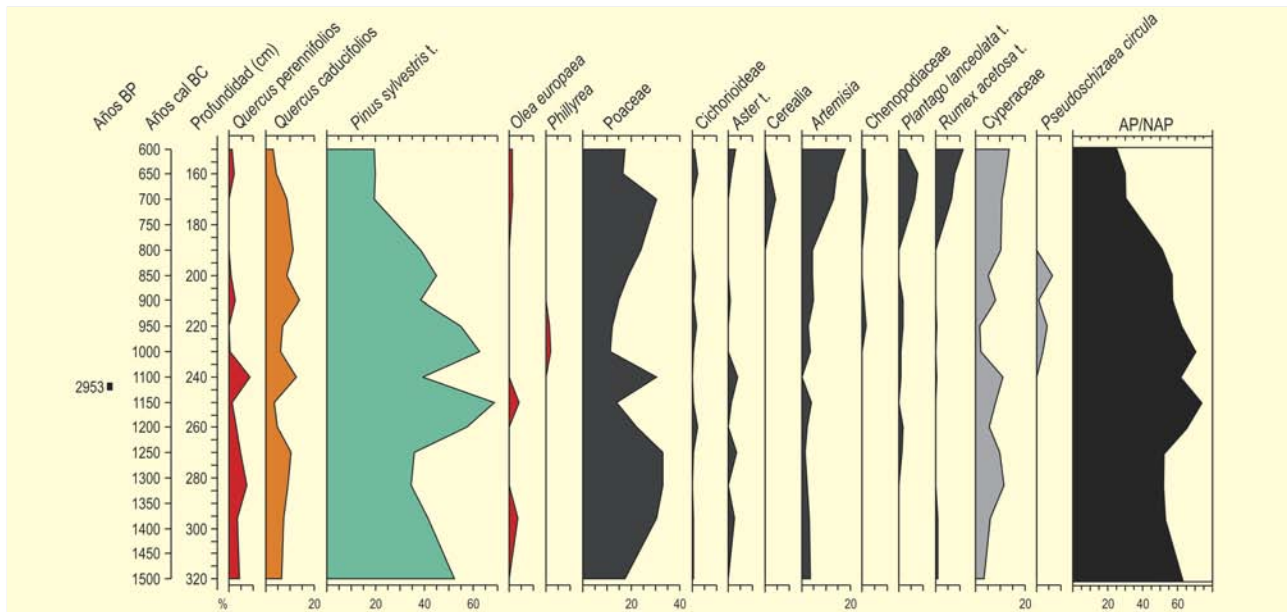 Años BP
Años cal BC
Profundidad (cm)
Quercus perennifolios
Quercus caducifolios
Pinus sylvestris t.
Olea europaea
Phillyrea
Poaceae
Cichorioideae
Aster t.
Cerealia
Artemisia
Chenopodiaceae
Plantago lanceolata t.
Rumex acetosa t.
Cyperaceae
Pseudoschizaea circula
AP/NAP
600
650 160
700
750 180
800
850 200
900
950 220
1000
1100 240
2953
1150
1200 260
1250
1300 280
1350
1400 300
1450
1500 320
% 20 20 40 60 20 40 20 20 20 40 60